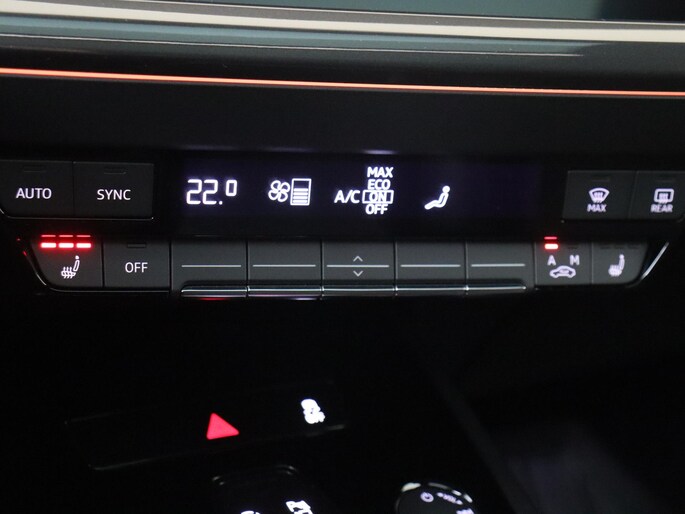 AUTO
SYNC
22.0
A/C
MAX
ECO
ON
OFF
MAX
REAR
OFF
A M